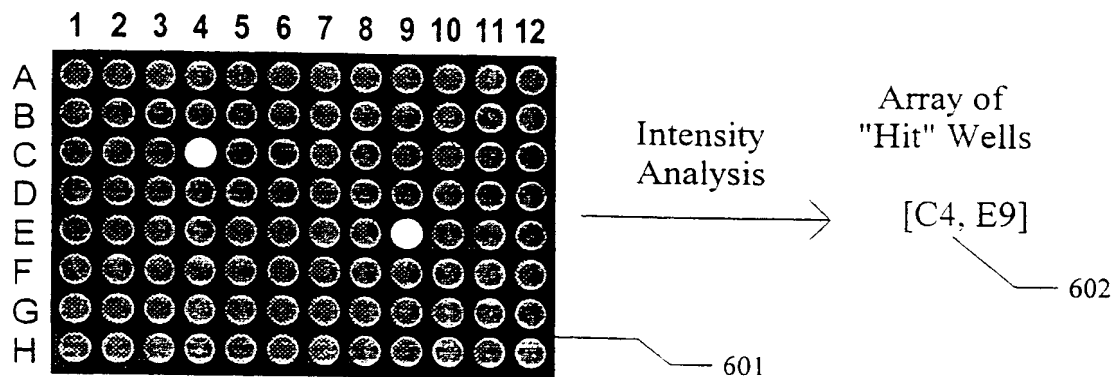 1 2 3 4 5 6 7 8 9 10 11 12
A
B
C
D
E
F
G
H
Intensity
Analysis
Array of
"Hit" Wells
[C4, E9]
602
601